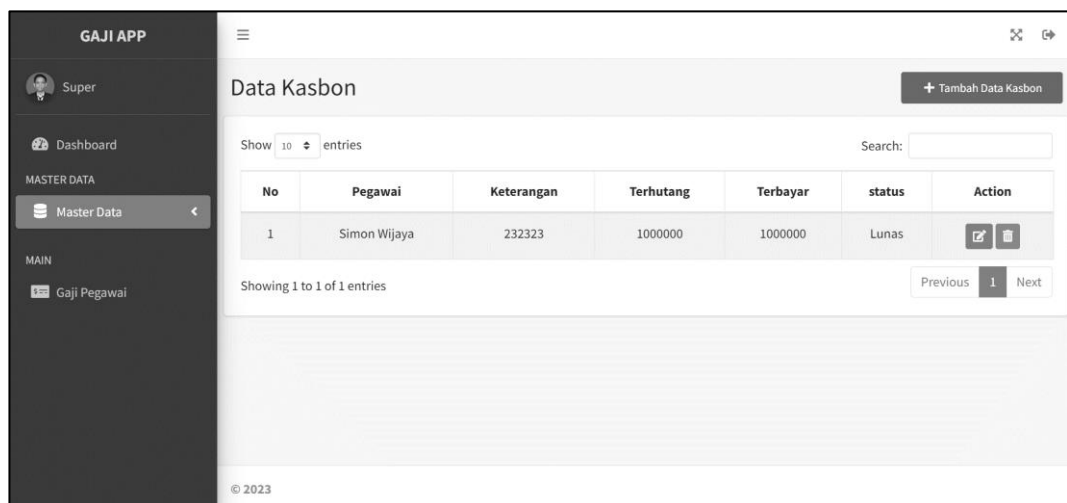 GAJI APP
Super
Dashboard
MASTER DATA
Master Data
MAIN
Gaji Pegawai
Data Kasbon
+ Tambah Data Kasbon
Show 10 entries
Search:
No Pegawai Keterangan Terhutang Terbayar status Action
1 Simon Wijaya 232323 1000000 1000000 Lunas
Showing 1 to 1 of 1 entries
Previous 1 Next
© 2023